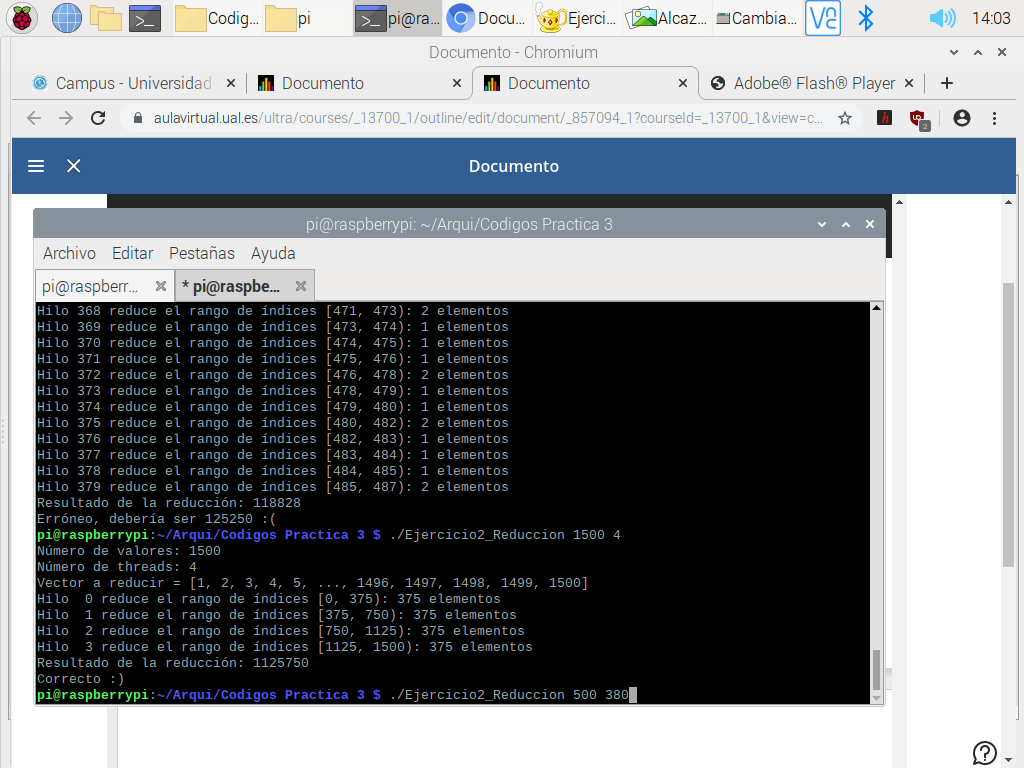 Codig...
pi
pi@ra...
Docu...
Ejerci...
Alcaz...
Cambia...
14:03
Documento - Chromium
Campus - Universidad
Documento
Documento
Adobe® Flash® Player
aulavirtual.ual.es/ultra/courses/_13700_1/outline/edit/document/_857094_1?courseId=_13700_1&view=c...
h
2
Documento
pi@raspberrypi: ~/Arqui/Codigos Practica 3
Archivo Editar Pestañas Ayuda
pi@raspberr...
* pi@raspbe...
Hilo 368 reduce el rango de índices [471, 473): 2 elementos
Hilo 369 reduce el rango de índices [473, 474): 1 elementos
Hilo 370 reduce el rango de índices [474, 475): 1 elementos
Hilo 371 reduce el rango de índices [475, 476): 1 elementos
Hilo 372 reduce el rango de índices [476, 478): 2 elementos
Hilo 373 reduce el rango de índices [478, 479): 1 elementos
Hilo 374 reduce el rango de índices [479, 480): 1 elementos
Hilo 375 reduce el rango de índices [480, 482): 2 elementos
Hilo 376 reduce el rango de índices [482, 483): 1 elementos
Hilo 377 reduce el rango de índices [483, 484): 1 elementos
Hilo 378 reduce el rango de índices [484, 485): 1 elementos
Hilo 379 reduce el rango de índices [485, 487): 2 elementos
Resultado de la reducción: 118828
Erróneo, debería ser 125250 :(
pi@raspberrypi:~/Arqui/Codigos Practica 3 $ ./Ejercicio2_Reduccion 1500 4
Número de valores: 1500
Número de threads: 4
Vector a reducir = [1, 2, 3, 4, 5, ..., 1496, 1497, 1498, 1499, 1500]
Hilo  0 reduce el rango de índices [0, 375): 375 elementos
Hilo  1 reduce el rango de índices [375, 750): 375 elementos
Hilo  2 reduce el rango de índices [750, 1125): 375 elementos
Hilo  3 reduce el rango de índices [1125, 1500): 375 elementos
Resultado de la reducción: 1125750
Correcto :)
pi@raspberrypi:~/Arqui/Codigos Practica 3 $ ./Ejercicio2_Reduccion 500 380